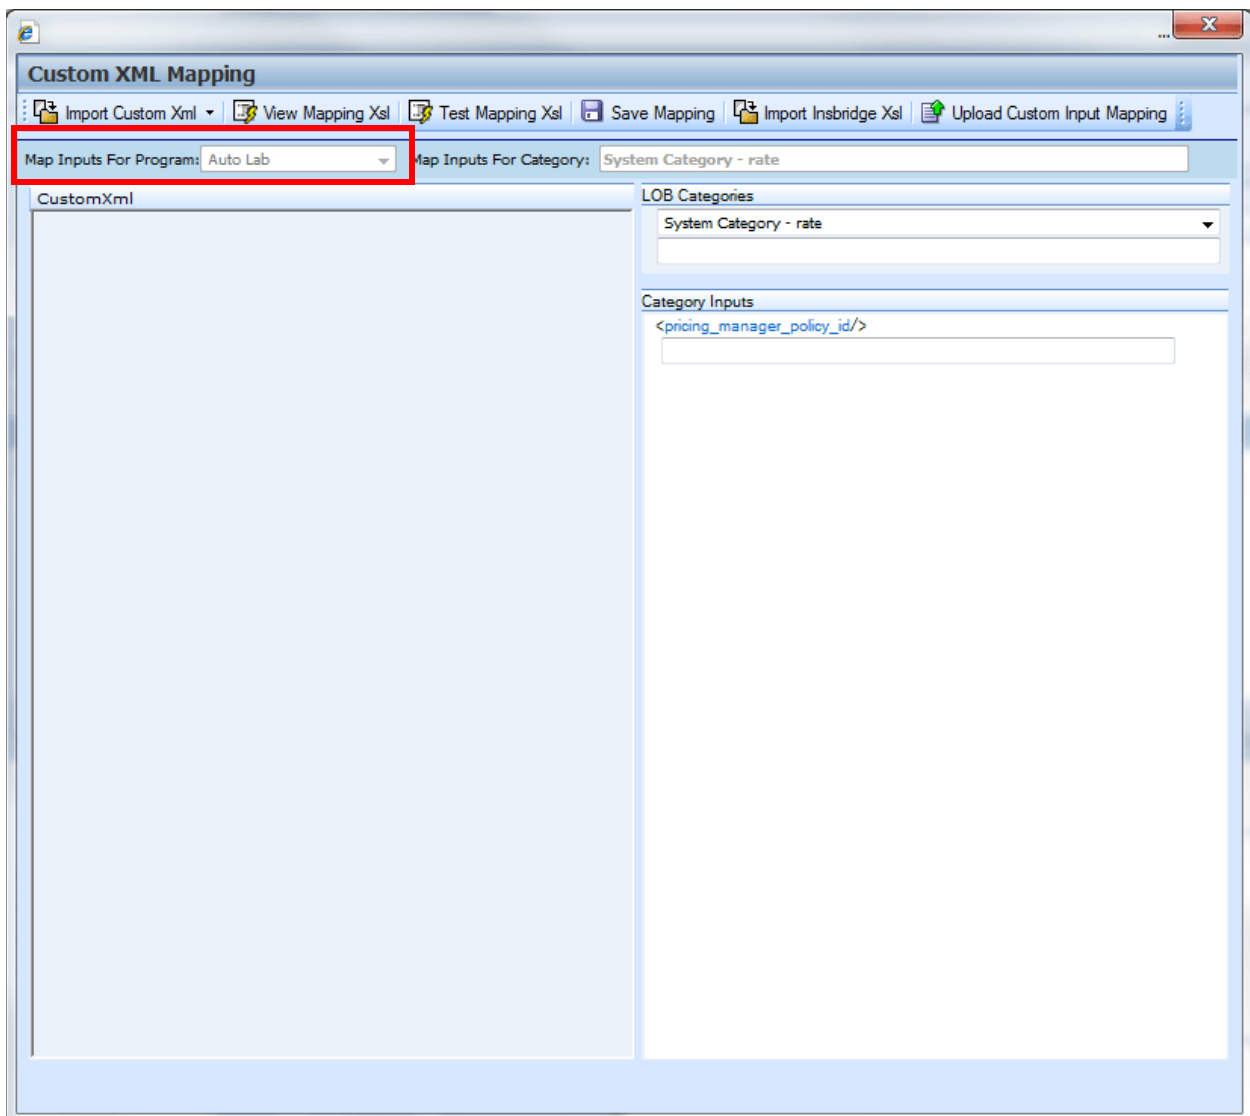 ...
Custom XML Mapping
Import Custom Xml View Mapping Xsl Test Mapping Xsl Save Mapping Import Insbridge Xsl Upload Custom Input Mapping
Map Inputs For Program: Auto Lab Map Inputs For Category: System Category - rate
CustomXml
LOB Categories
System Category - rate
Category Inputs
<pricing_manager_policy_id/>